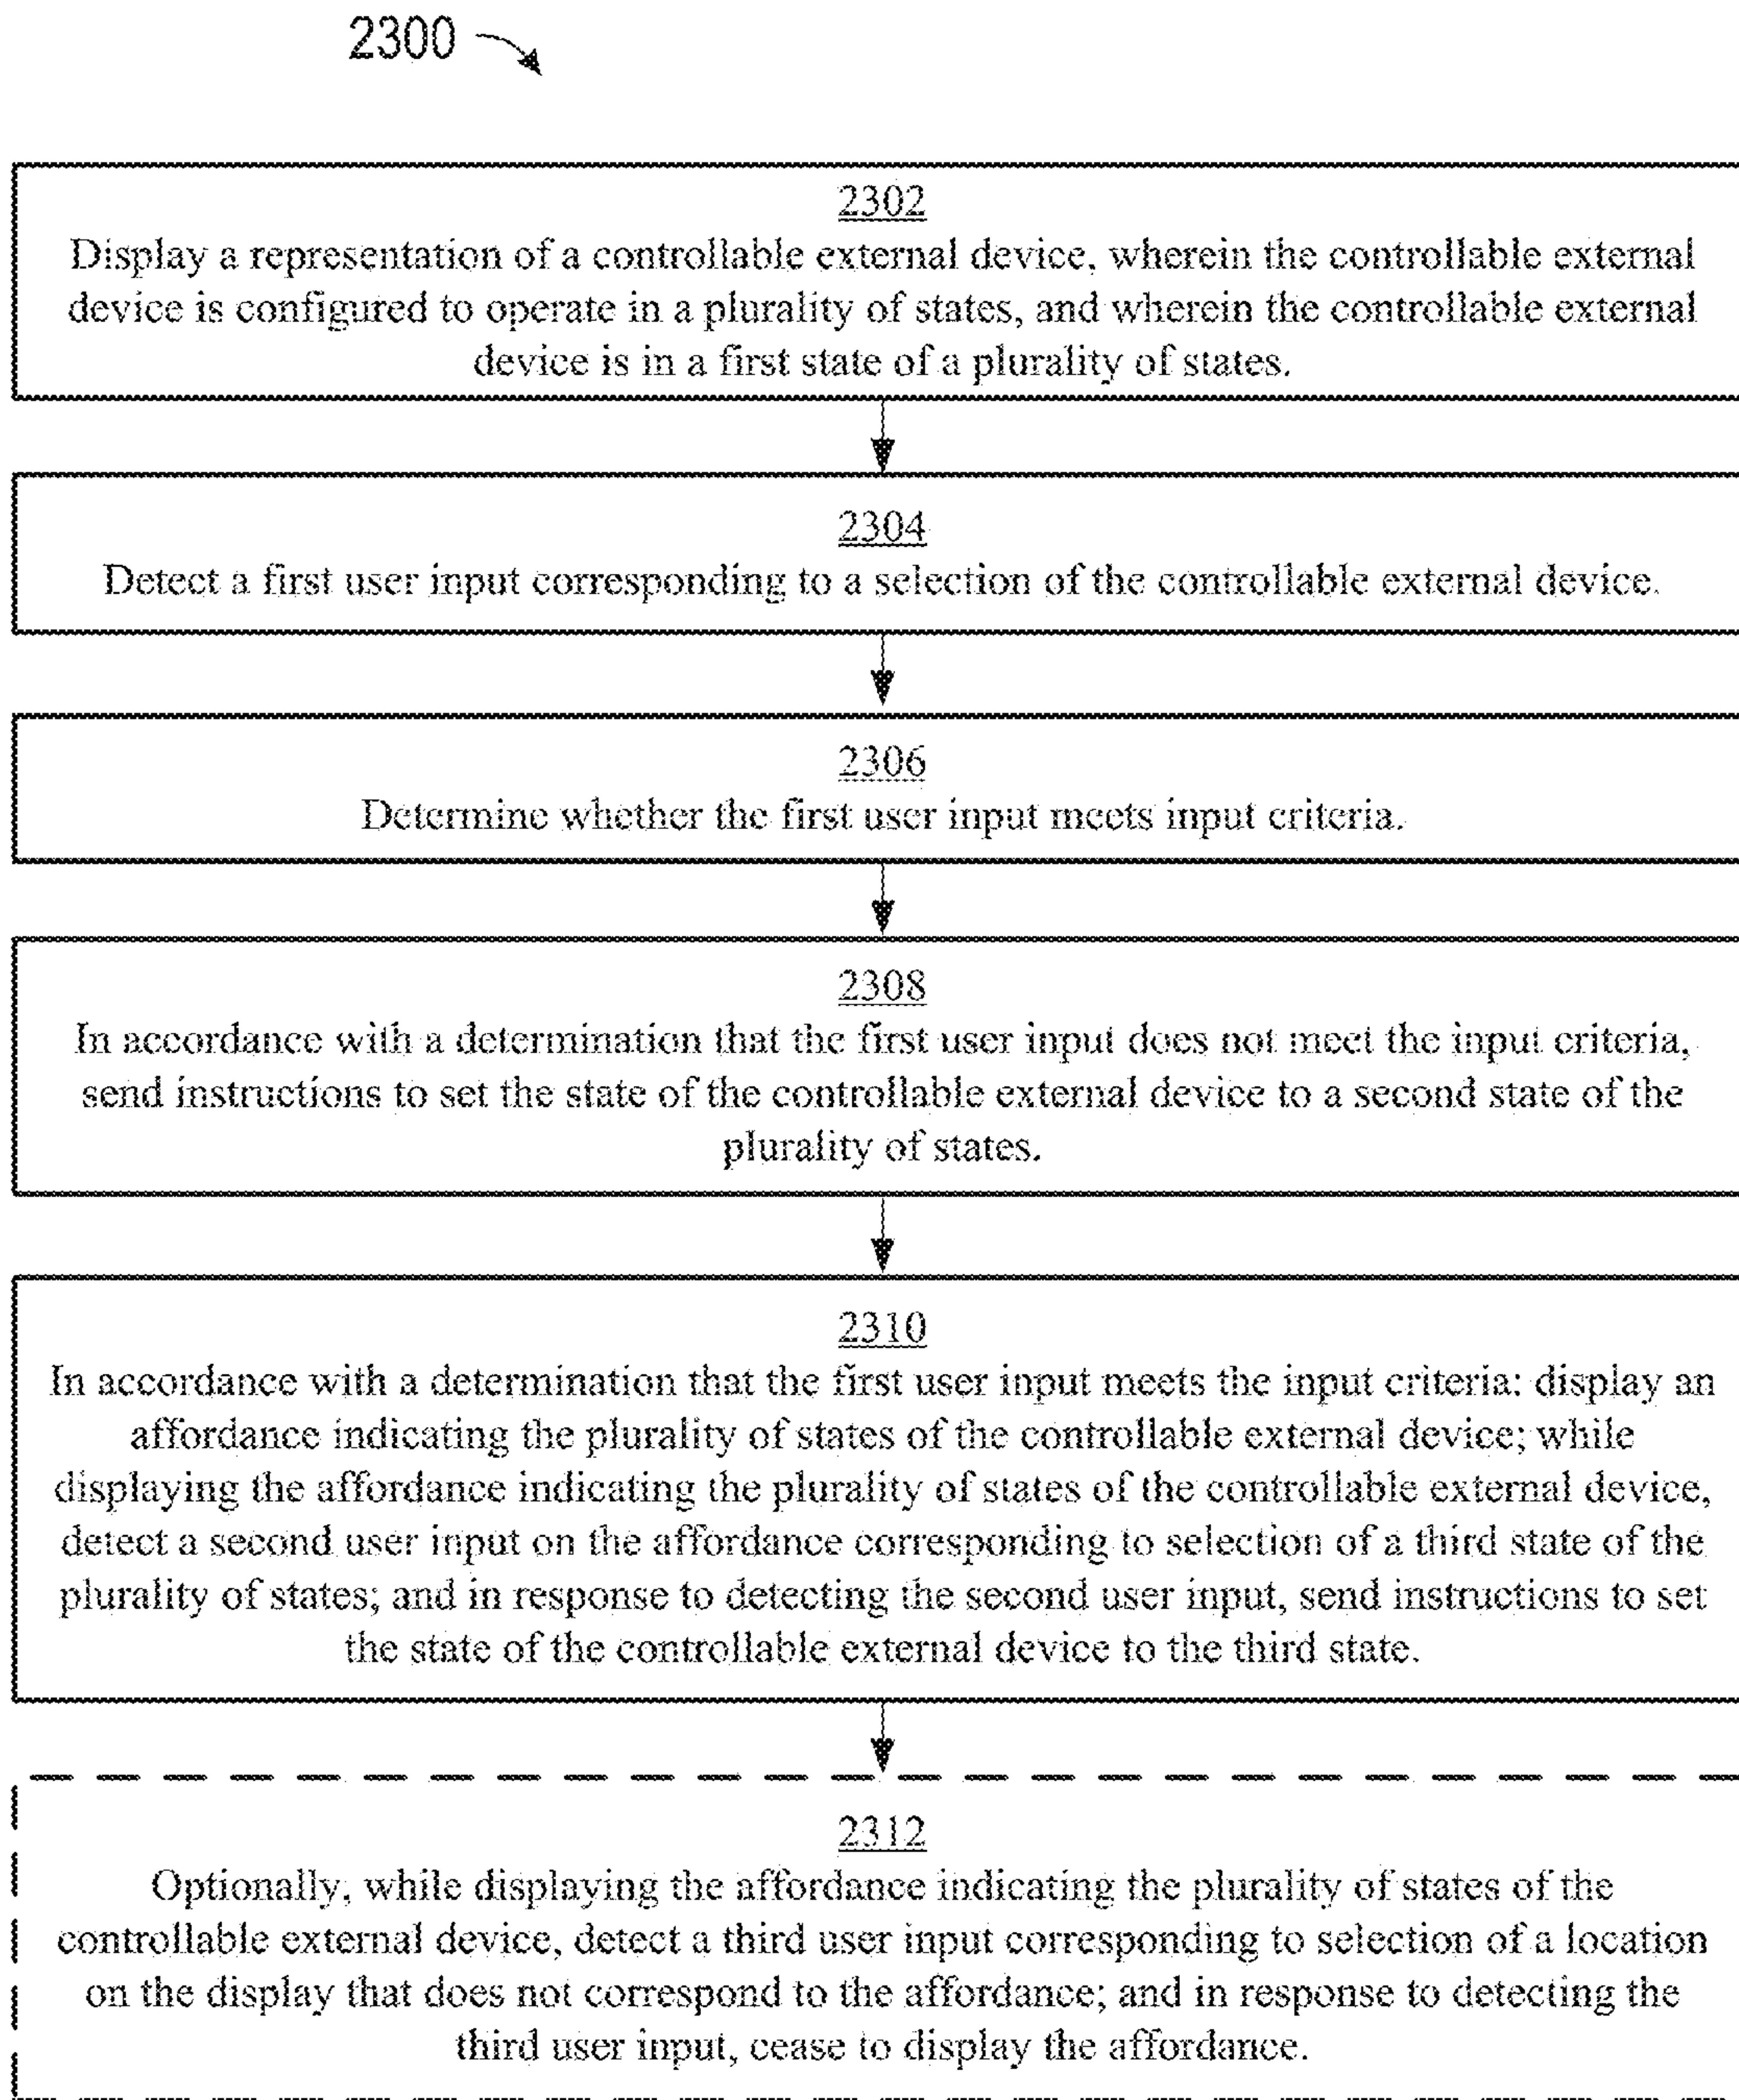 2300
2302
Display a representation of a controllable external device, wherein the controllable external
device is configured to operate in a plurality of states, and wherein the controllable external
device is in a first state of a plurality of states.
2304
Detect a first user input corresponding to a selection of the controllable external device.
2306
Determine whether the first user input meets input criteria.
2308
In accordance with a determination that the first user input does not meet the input criteria,
send instructions to set the state of the controllable external device to a second state of the
plurality of states.
2310
In accordance with a determination that the first user input meets the input criteria: display an
affordance indicating the plurality of states of the controllable external device; while
displaying the affordance indicating the plurality of states of the controllable external device,
detect a second user input on the affordance corresponding to selection of a third state of the
plurality of states; and in response to detecting the second user input, send instructions to set
the state of the controllable external device to the third state.
2312
Optionally, while displaying the affordance indicating the plurality of states of the
controllable external device, detect a third user input corresponding to selection of a location
on the display that does not correspond to the affordance; and in response to detecting the
third user input, cease to display the affordance.